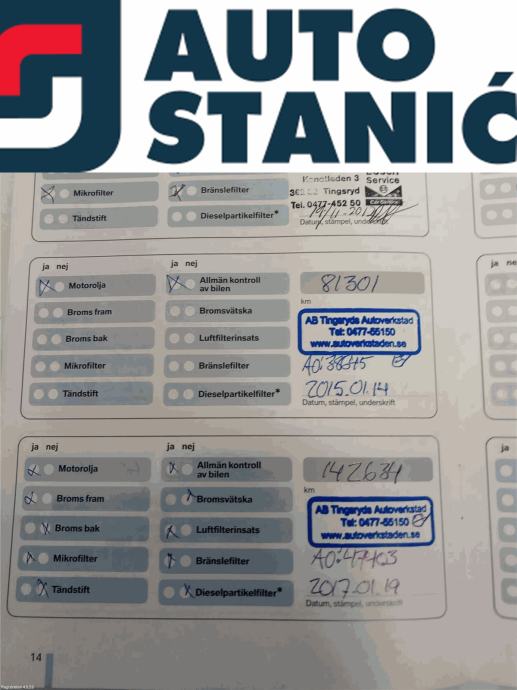 AUTO
STANIĆ
Tingsryd
Service
Tel. 0477-452 50
Mikrofilter
Bränslefilter
Tändstift
Dieselpartikelfilter*
Datum, stämpel, underskrift
ja nej
ja nej
ja
Motorolja
Allmän kontroll
av bilen
81301
km
Broms fram
Bromsvätska
AB Tingsryds Autoverkstad
Tel: 0477-55150
www.autoverkstaden.se
Broms bak
Luftfilterinsats
Mikrofilter
Bränslefilter
Tändstift
Dieselpartikelfilter*
2015.01.14
Datum, stämpel, underskrift
ja nej
ja nej
ja
Motorolja
Allmän kontroll
av bilen
142634
km
Broms fram
Bromsvätska
AB Tingsryds Autoverkstad
Tel: 0477-55150
www.autoverkstaden.se
Broms bak
Luftfilterinsats
Mikrofilter
Bränslefilter
Tändstift
Dieselpartikelfilter*
2017.01.19
Datum, stämpel, underskrift
14